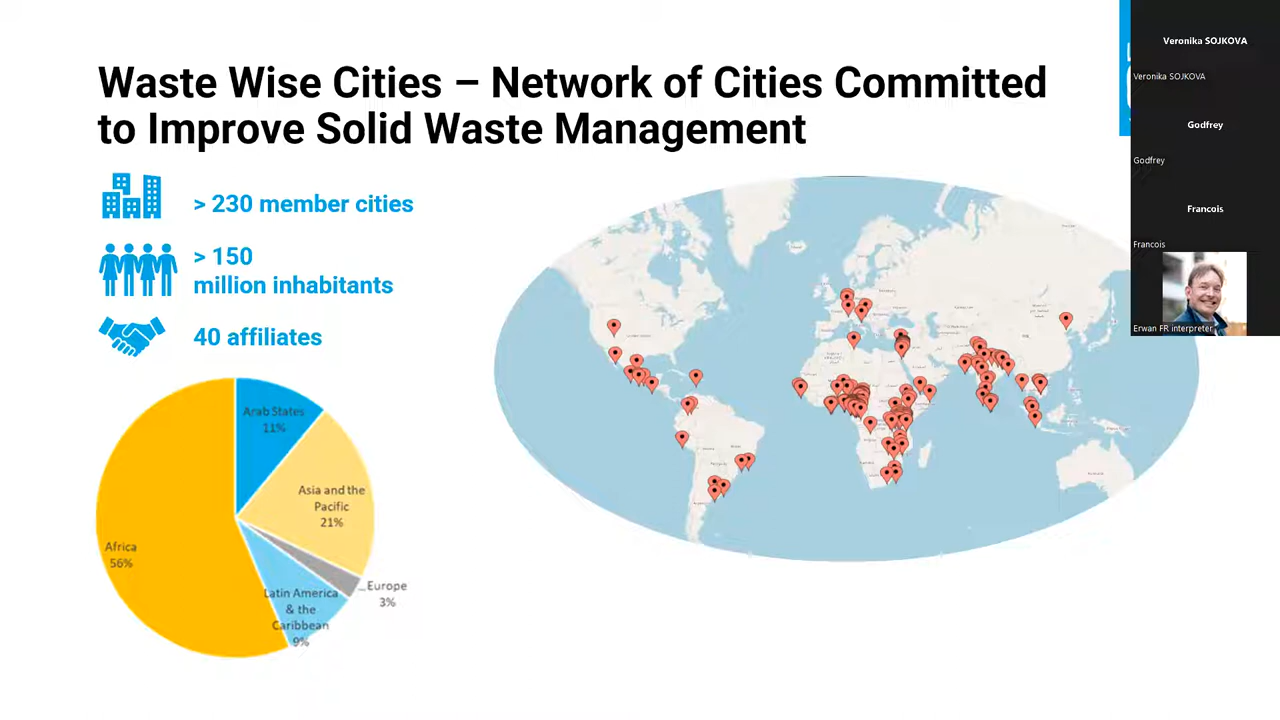 Waste Wise Cities – Network of Cities Committed
to Improve Solid Waste Management
> 230 member cities
> 150
million inhabitants
40 affiliates
Arab States
11%
Asia and the
Pacific
21%
Africa
56%
Europe
3%
Latin America
& the
Caribbean
9%
Veronika SOJKOVA
Veronika SOJKOVA
Godfrey
Godfrey
Francois
Francois
Erwan FR interpreter